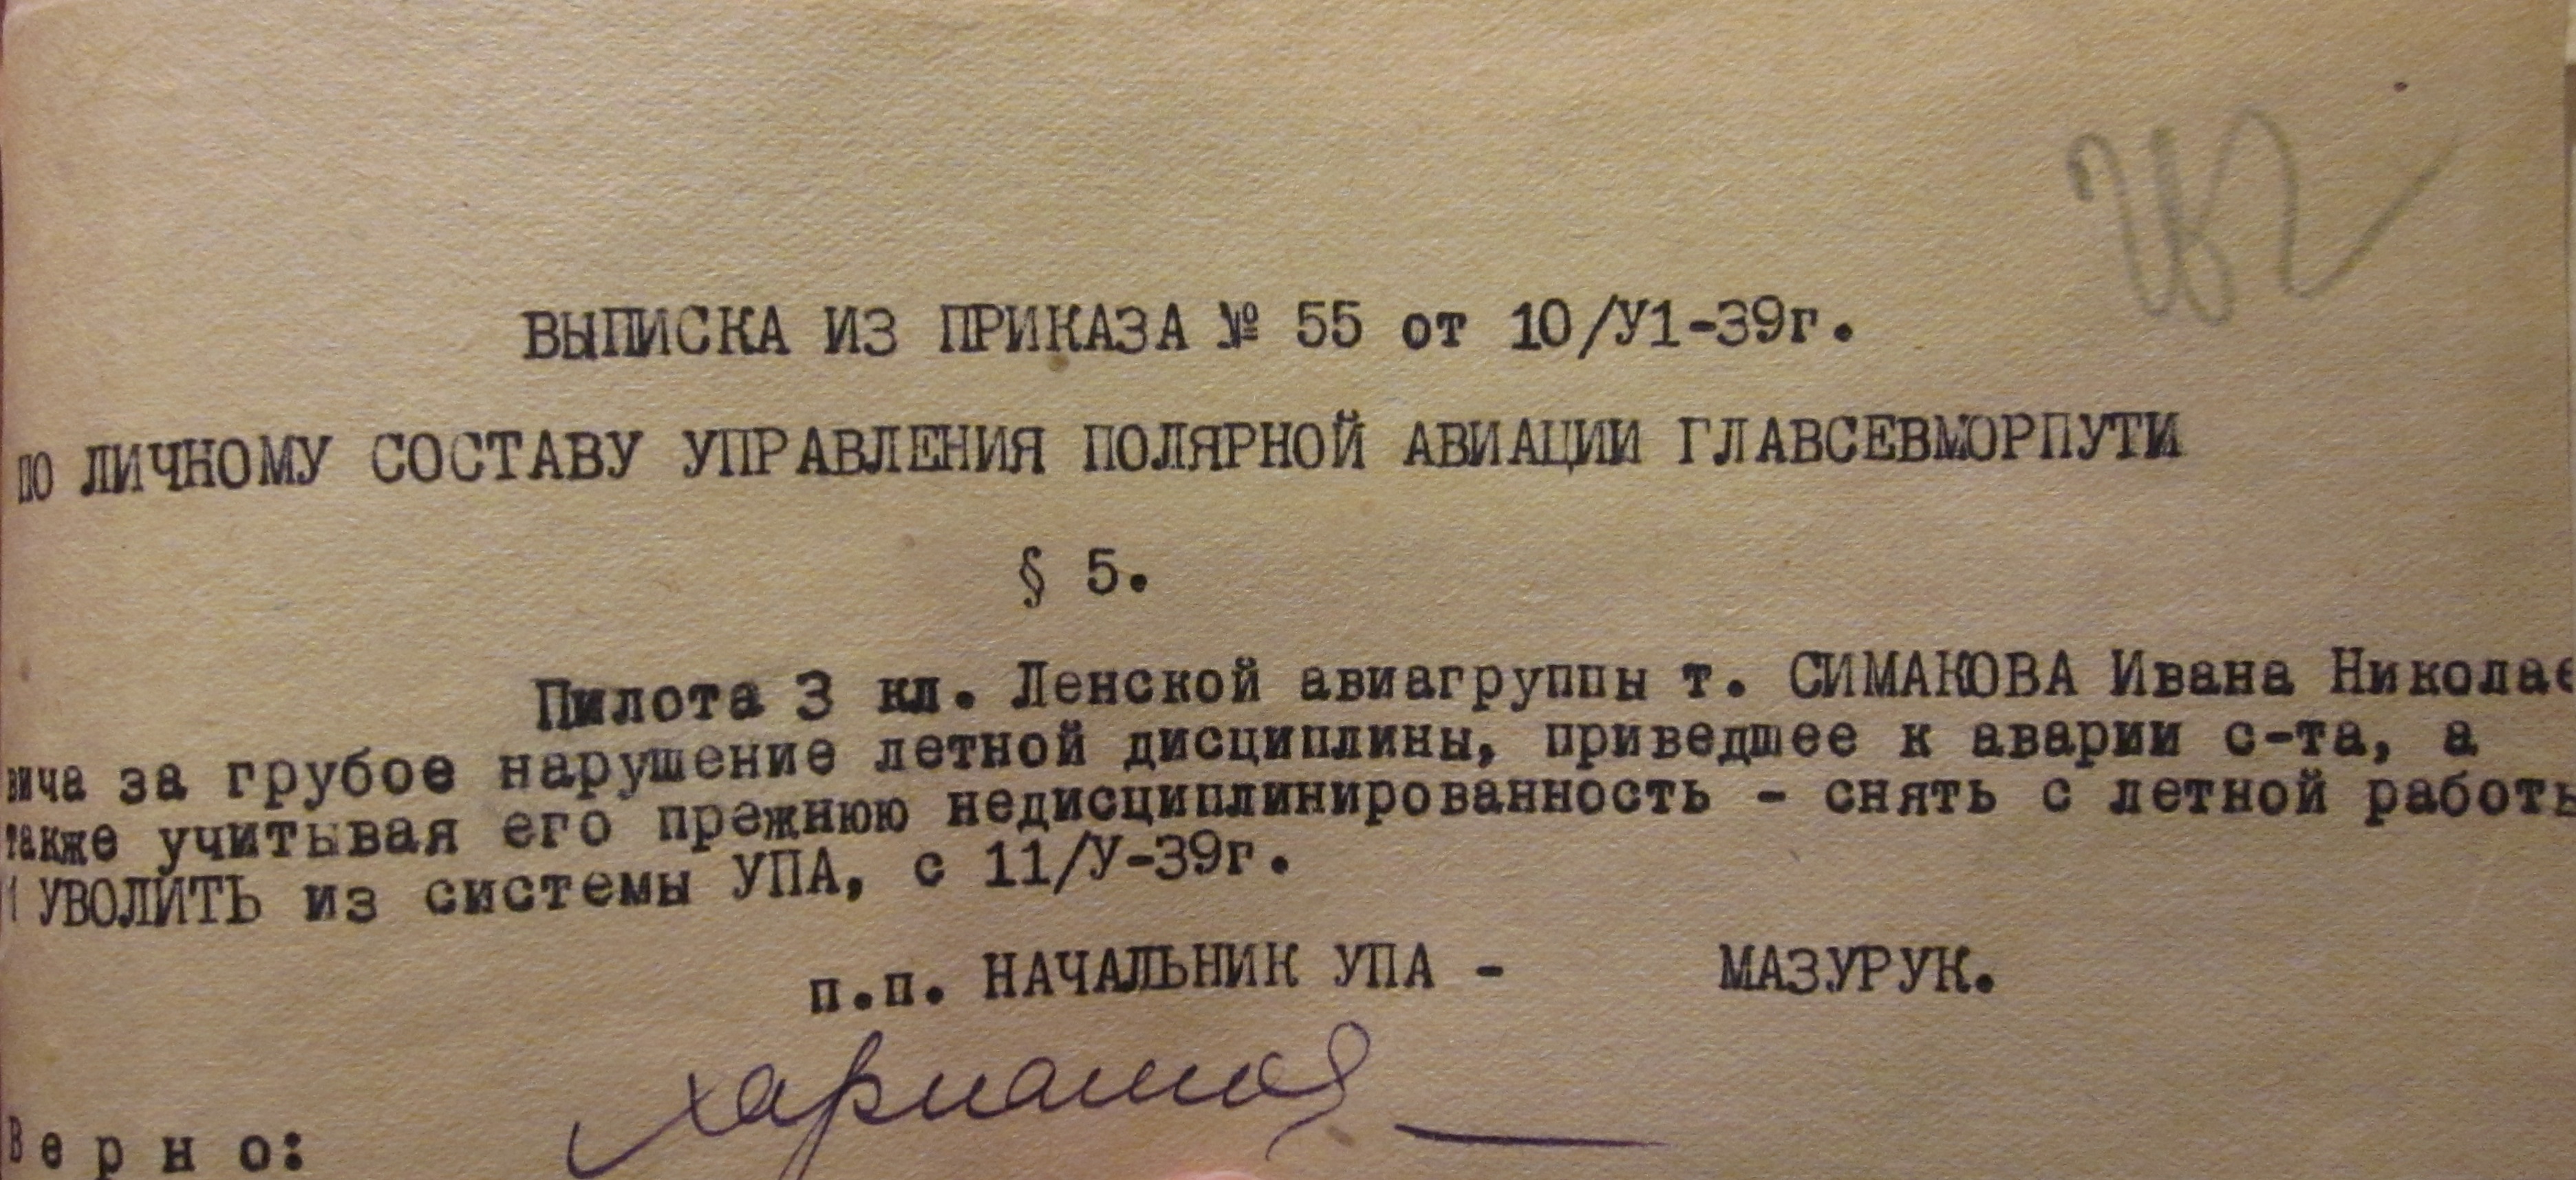 ВЫПИСКА ИЗ ПРИКАЗА № 55 от 10/У1-39г.
ПО ЛИЧНОМУ СОСТАВУ УПРАВЛЕНИЯ ПОЛЯРНОЙ АВИАЦИИ ГЛАВСЕВМОРПУТИ
§ 5.
Пилота 3 кл. Ленской авиагруппы т. СИМАКОВА Ивана Николае
вича за грубое нарушение летной дисциплины, приведшее к аварии с-та, а
также учитывая его прежнюю недисциплинированность - снять с летной работы
и УВОЛИТЬ из системы УПА, с 11/У-39г.
п.п. НАЧАЛЬНИК УПА - МАЗУРУК.
Верно: